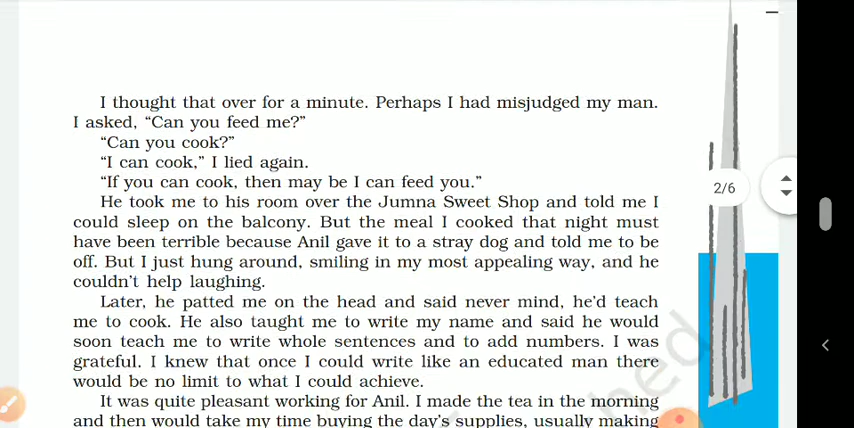 I thought that over for a minute. Perhaps I had misjudged my man.
I asked, “Can you feed me?”
“Can you cook?”
“I can cook,” I lied again.
“If you can cook, then may be I can feed you.”
He took me to his room over the Jumna Sweet Shop and told me I
could sleep on the balcony. But the meal I cooked that night must
have been terrible because Anil gave it to a stray dog and told me to be
off. But I just hung around, smiling in my most appealing way, and he
couldn’t help laughing.
Later, he patted me on the head and said never mind, he’d teach
me to cook. He also taught me to write my name and said he would
soon teach me to write whole sentences and to add numbers. I was
grateful. I knew that once I could write like an educated man there
would be no limit to what I could achieve.
It was quite pleasant working for Anil. I made the tea in the morning
and then would take my time buying the day’s supplies, usually making
2/6
hed